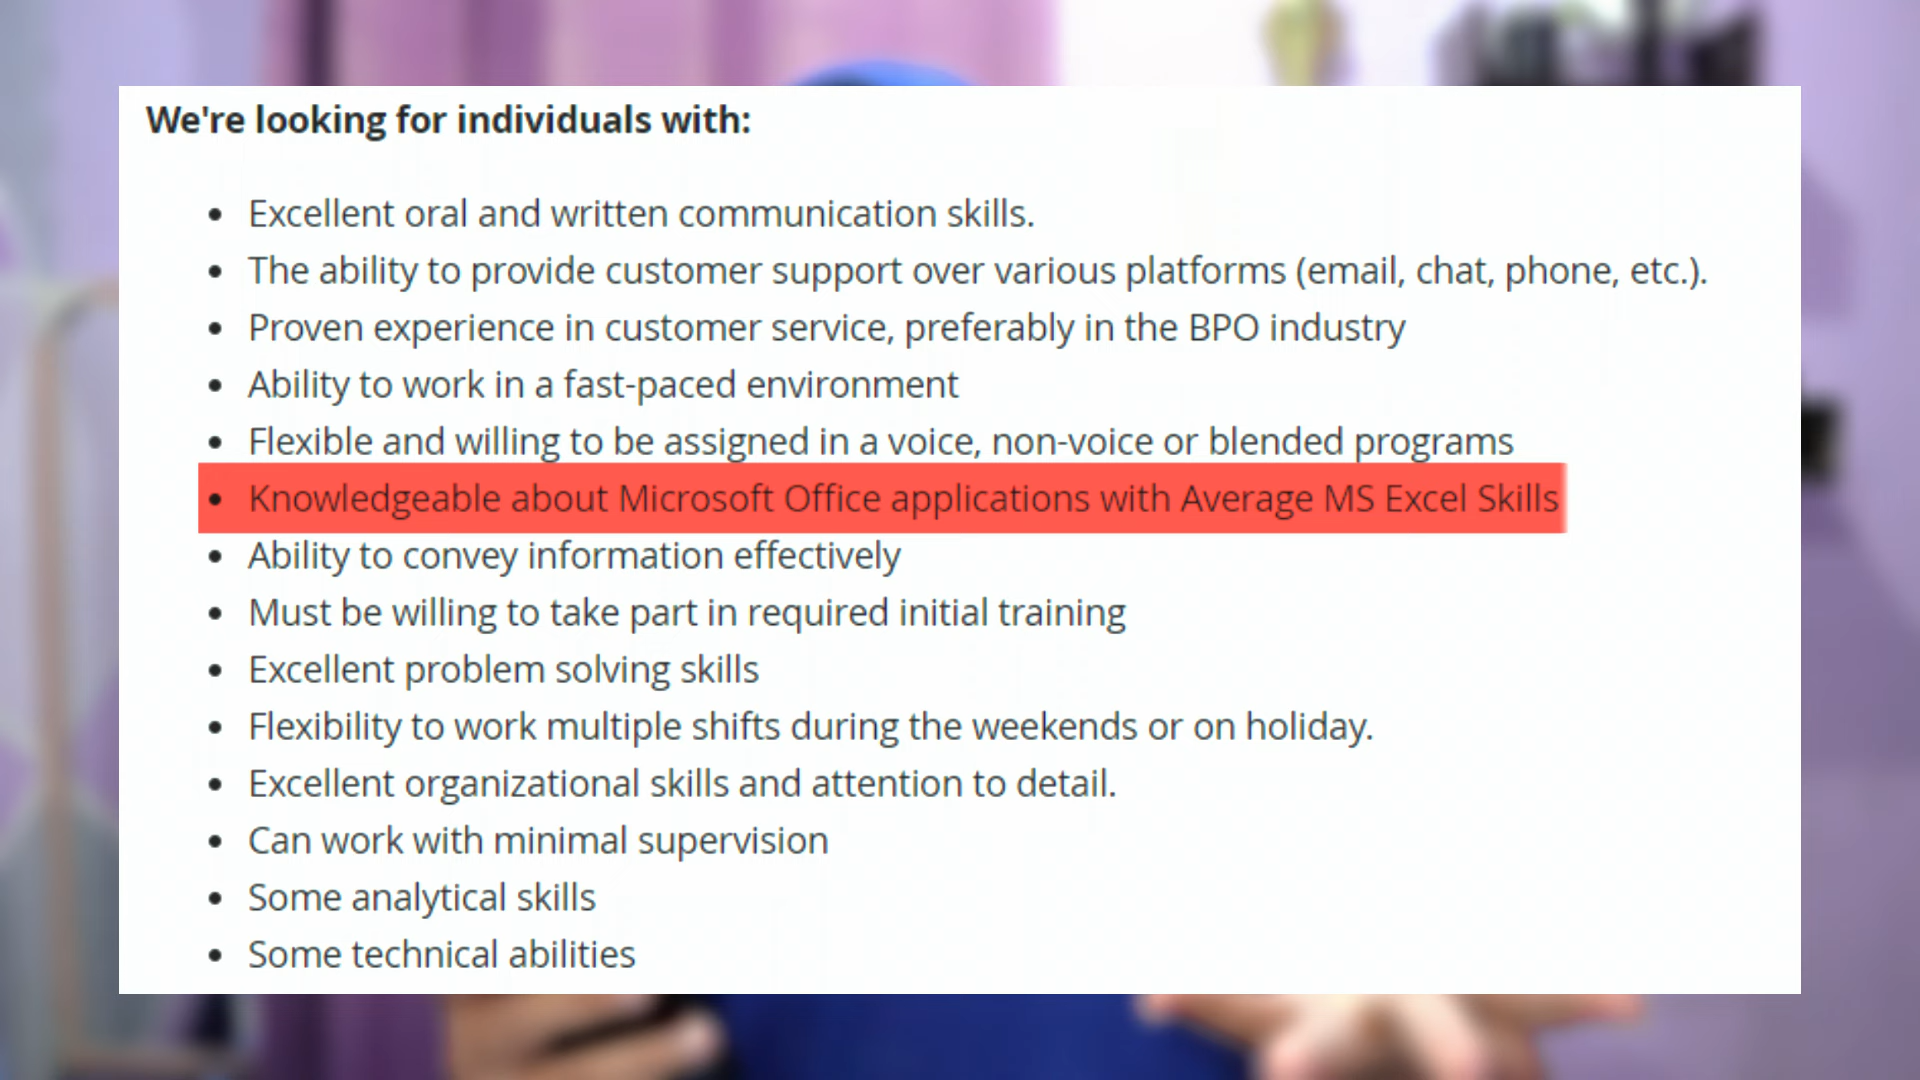 We're looking for individuals with:
• Excellent oral and written communication skills.
• The ability to provide customer support over various platforms (email, chat, phone, etc.).
• Proven experience in customer service, preferably in the BPO industry
• Ability to work in a fast-paced environment
• Flexible and willing to be assigned in a voice, non-voice or blended programs
• Knowledgeable about Microsoft Office applications with Average MS Excel Skills
• Ability to convey information effectively
• Must be willing to take part in required initial training
• Excellent problem solving skills
• Flexibility to work multiple shifts during the weekends or on holiday.
• Excellent organizational skills and attention to detail.
• Can work with minimal supervision
• Some analytical skills
• Some technical abilities